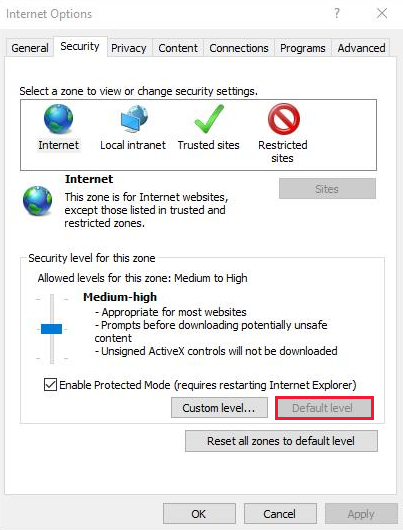 Internet Options
?
General Security Privacy Content Connections Programs Advanced
Select a zone to view or change security settings.
Internet Local intranet Trusted sites Restricted
sites
Internet
Sites
This zone is for Internet websites,
except those listed in trusted and
restricted zones.
Security level for this zone
Allowed levels for this zone: Medium to High
Medium-high
- Appropriate for most websites
- Prompts before downloading potentially unsafe
content
- Unsigned ActiveX controls will not be downloaded
Enable Protected Mode (requires restarting Internet Explorer)
Custom level... Default level
Reset all zones to default level
OK Cancel Apply